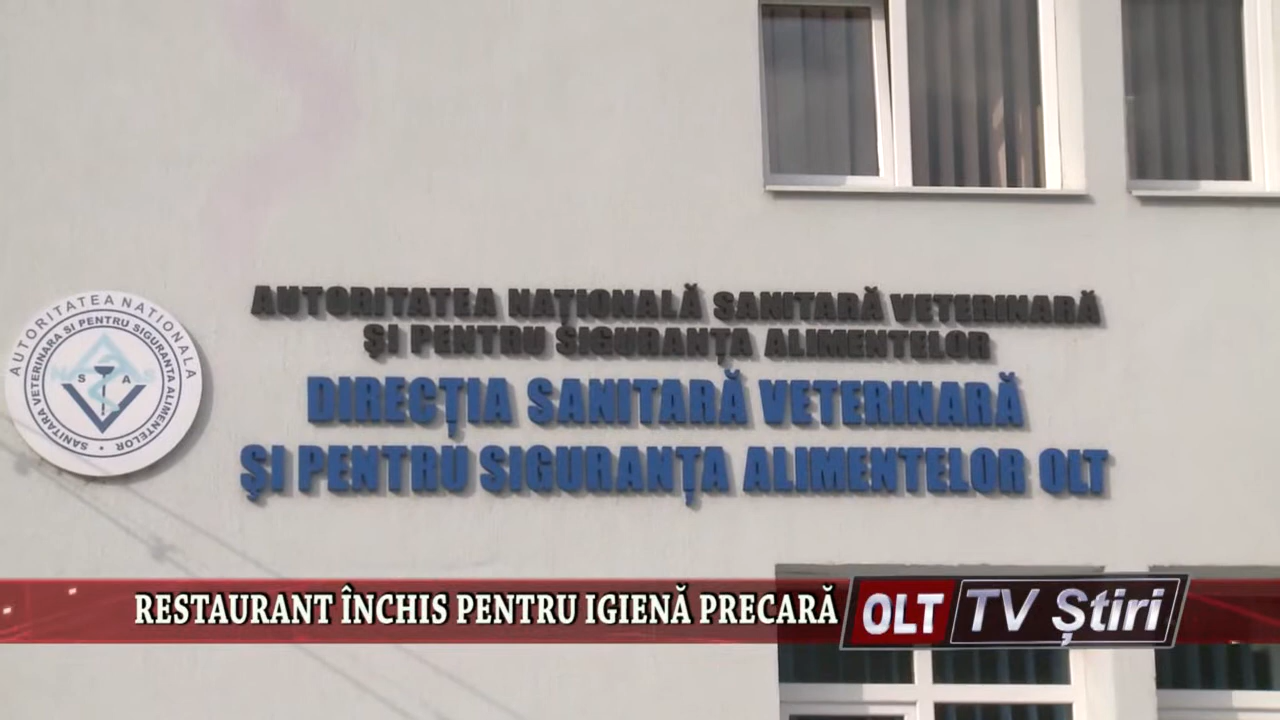 AUTORITATEA NAȚIONALĂ SANITARĂ VETERINARĂ
ȘI PENTRU SIGURANȚA ALIMENTELOR
DIRECȚIA SANITARĂ VETERINARĂ
ȘI PENTRU SIGURANȚA ALIMENTELOR OLT
AUTORITATEA NATIONALA
SANITARA VETERINARA SI PENTRU SIGURANTA ALIMENTELOR
S A
RESTAURANT ÎNCHIS PENTRU IGIENĂ PRECARĂ
OLT TV Știri